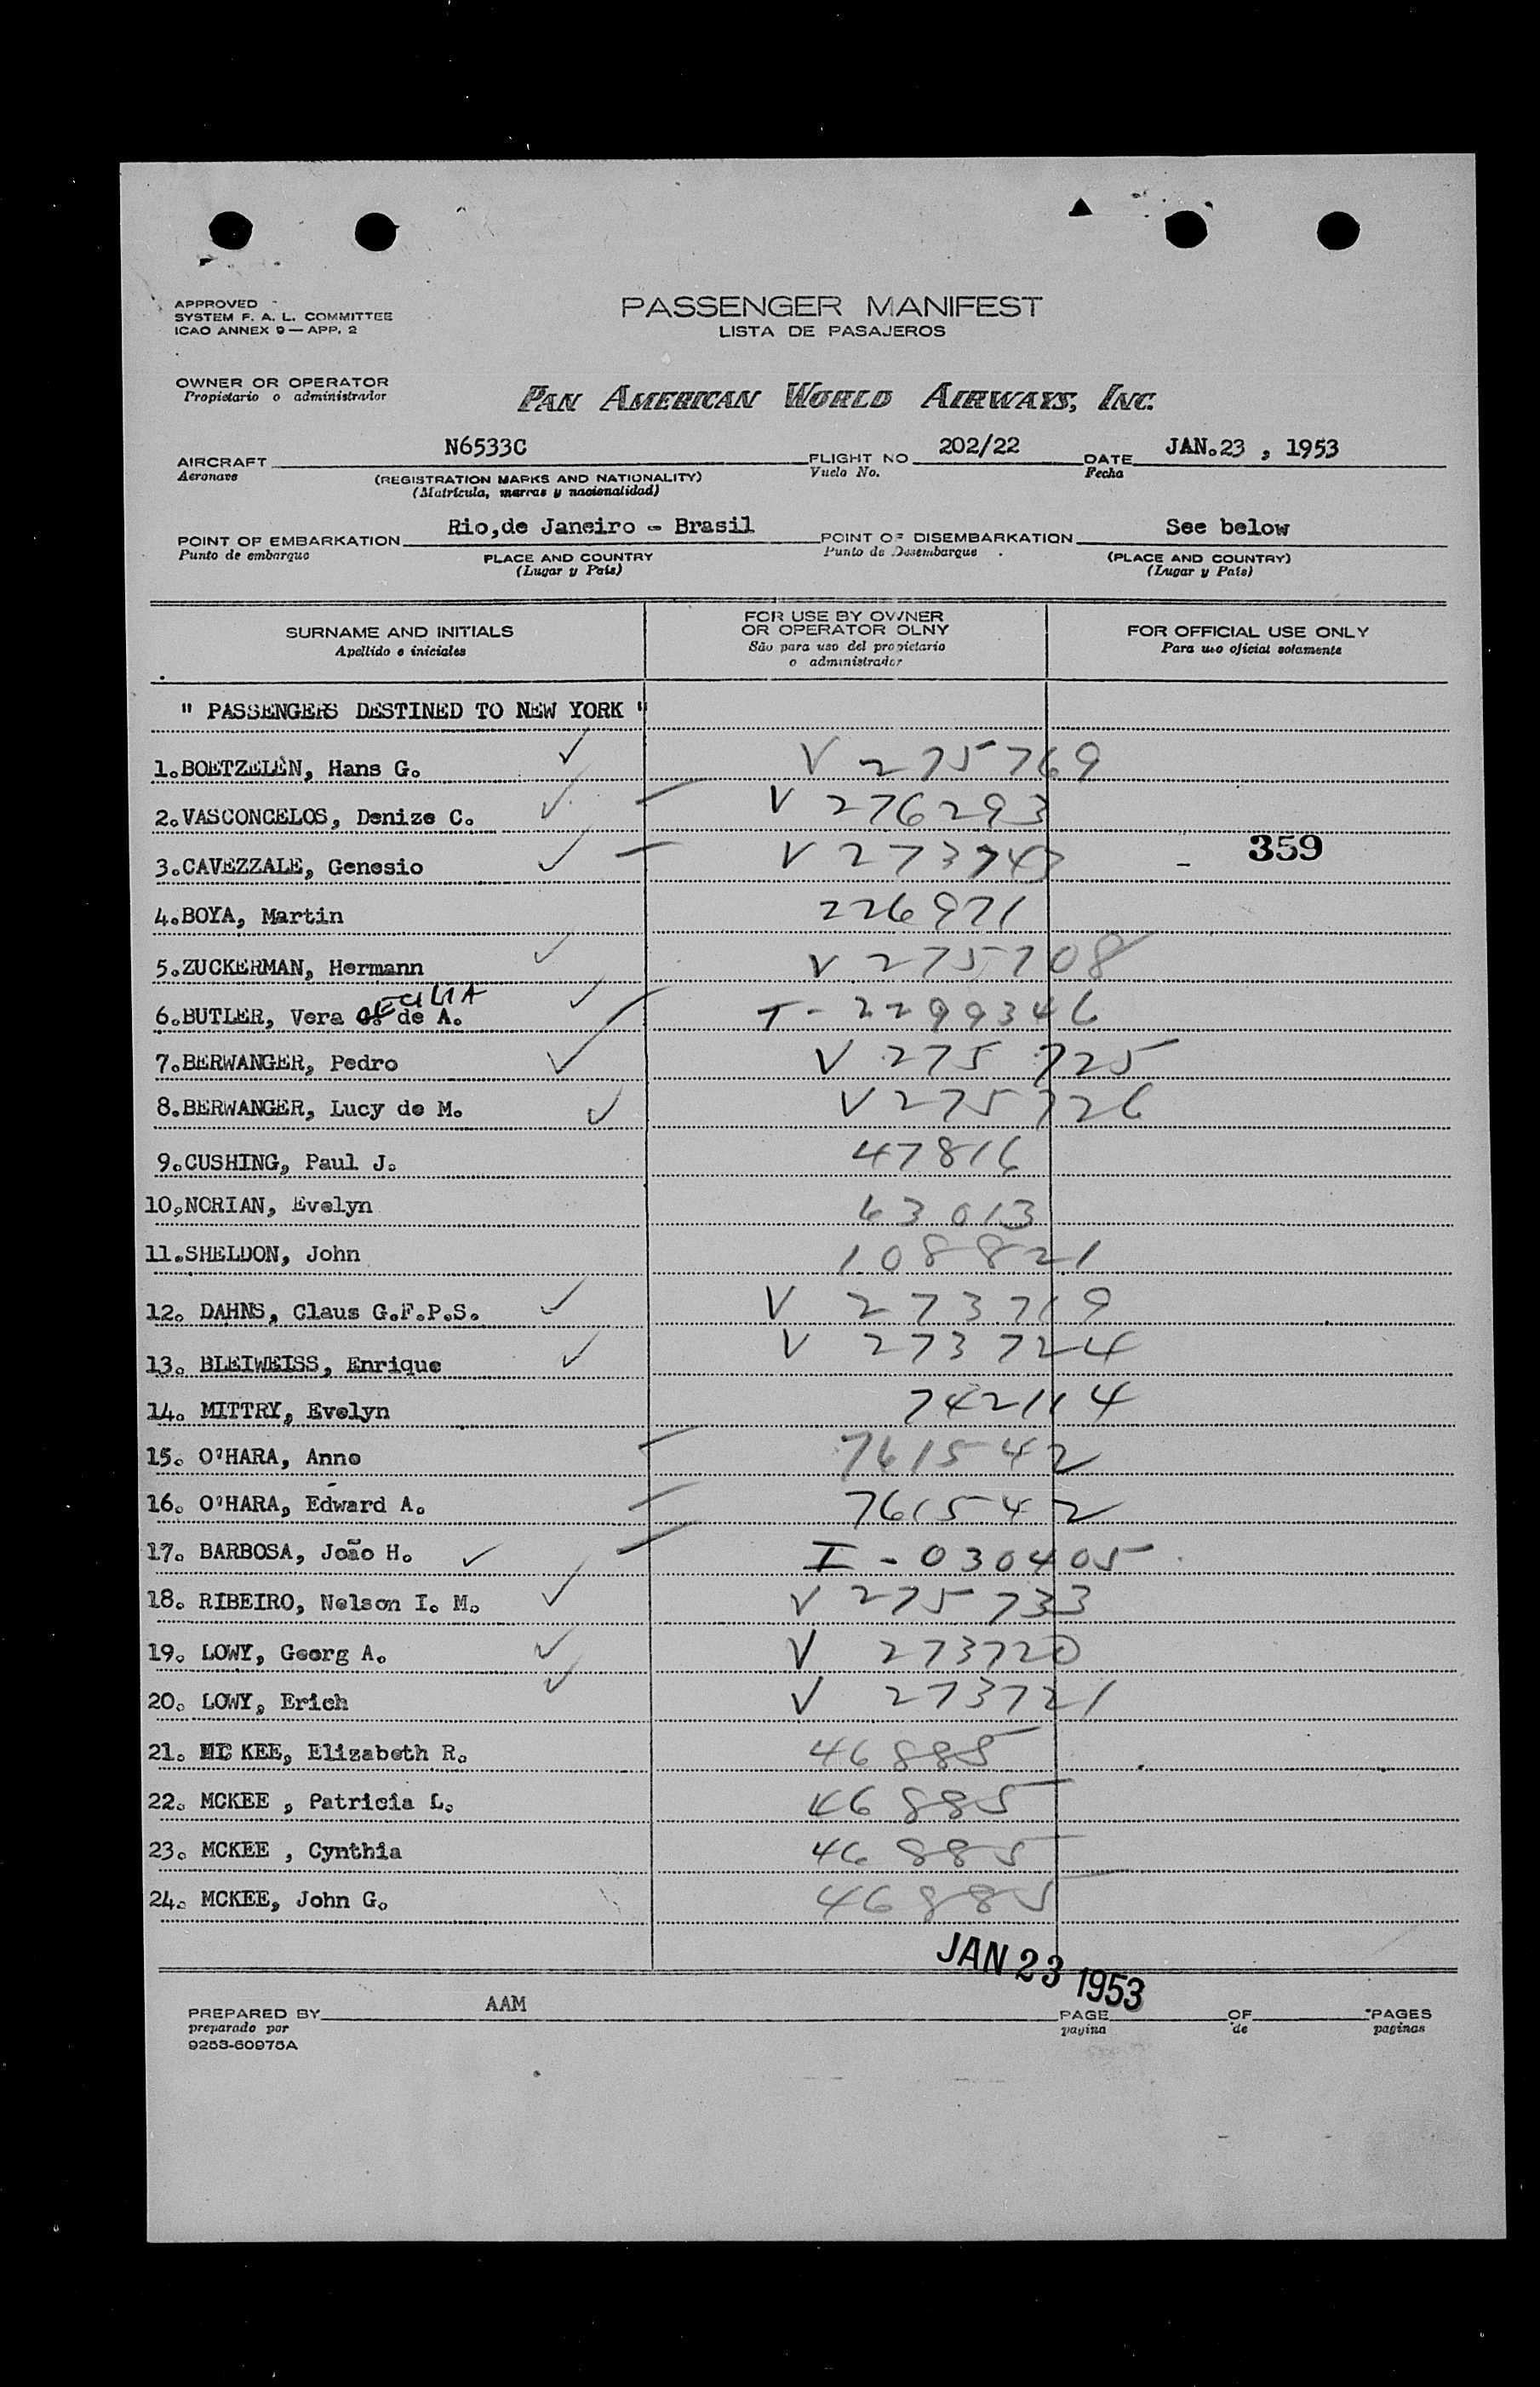 APPROVED
SYSTEM F. A. L. COMMITTEE
ICAO ANNEX 9 — APP. 2
PASSENGER MANIFEST
LISTA DE PASAJEROS
OWNER OR OPERATOR
Propietario o administrador
PAN AMERICAN WORLD AIRWAYS, INC.
AIRCRAFT N6533C FLIGHT NO 202/22 DATE JAN.23 , 1953
Aeronave (REGISTRATION MARKS AND NATIONALITY) Vuelo No. Fecha
(Matrícula, marcas y nacionalidad)
POINT OF EMBARKATION Rio,de Janeiro - Brasil POINT OF DISEMBARKATION See below
Punto de embarque PLACE AND COUNTRY Punto de Desembarque (PLACE AND COUNTRY)
(Lugar y País) (Lugar y País)
SURNAME AND INITIALS
Apellido e iniciales
FOR USE BY OWNER
OR OPERATOR OLNY
São para uso del propietario
o administrador
FOR OFFICIAL USE ONLY
Para uso oficial solamente
" PASSENGERS DESTINED TO NEW YORK "
1.BOETZELEN, Hans G. V 275769
2.VASCONCELOS, Denize C. V 276293
3.CAVEZZALE, Genesio V 273743 - 359
4.BOYA, Martin 226971
5.ZUCKERMAN, Hermann V 275708
6.BUTLER, Vera CECILIA de A. T-2299346
7.BERWANGER, Pedro V 275 725
8.BERWANGER, Lucy de M. V 275726
9.CUSHING, Paul J. 47816
10.NORIAN, Evelyn 63013
11.SHELDON, John 108821
12. DAHNS, Claus G.F.P.S. V 273719
13. BLEIWEISS, Enrique V 273724
14. MITTRY, Evelyn 742114
15. O'HARA, Anne 761542
16. O'HARA, Edward A. 761542
17. BARBOSA, João H. I-030405
18. RIBEIRO, Nelson I. M. V 275733
19. LOWY, Georg A. V 273720
20. LOWY, Erich V 273721
21. MC KEE, Elizabeth R. 46885
22. MCKEE , Patricia L. 46885
23. MCKEE , Cynthia 46885
24. MCKEE, John G. 46885
JAN 23 1953
PREPARED BY AAM PAGE OF PAGES
preparado por pagina de paginas
9253-60975A